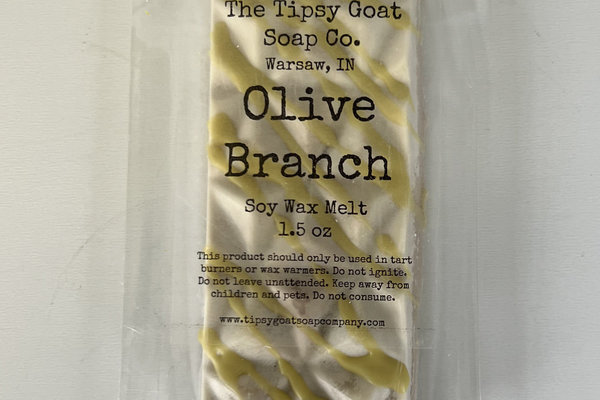 The Tipsy Goat
Soap Co.
Warsaw, IN
Olive
Branch
Soy Wax Melt
1.5 oz
This product should only be used in tart
burners or wax warmers. Do not ignite.
Do not leave unattended. Keep away from
children and pets. Do not consume.
www.tipsygoatsoapcompany.com